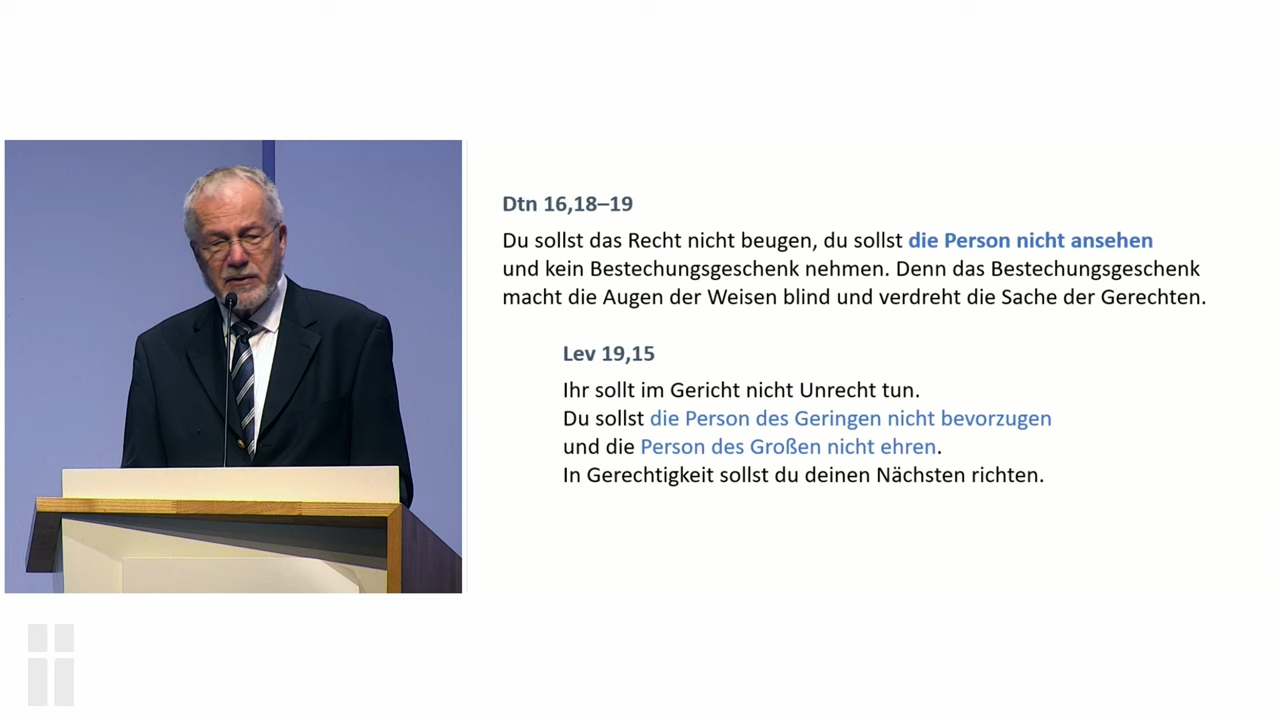 Dtn 16,18–19
Du sollst das Recht nicht beugen, du sollst die Person nicht ansehen
und kein Bestechungsgeschenk nehmen. Denn das Bestechungsgeschenk
macht die Augen der Weisen blind und verdreht die Sache der Gerechten.
Lev 19,15
Ihr sollt im Gericht nicht Unrecht tun.
Du sollst die Person des Geringen nicht bevorzugen
und die Person des Großen nicht ehren.
In Gerechtigkeit sollst du deinen Nächsten richten.